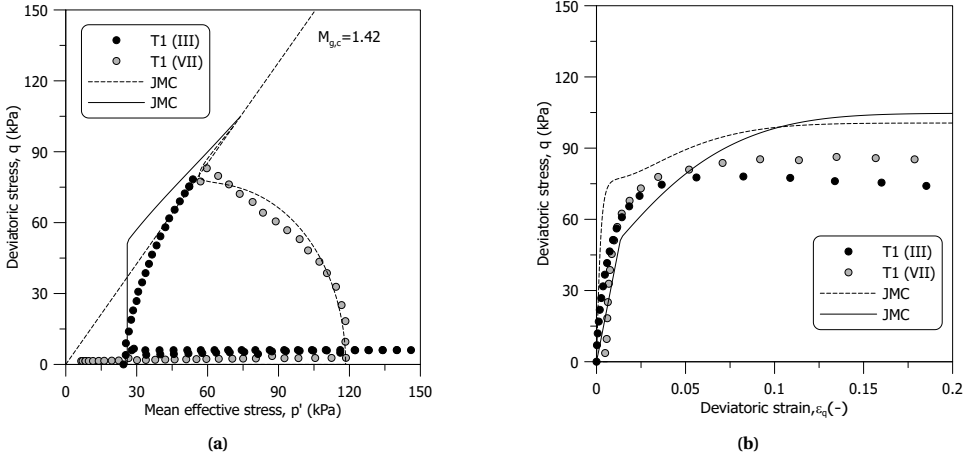 150
120
90
60
30
0
Deviatoric stress, q (kPa)
T1 (III)
T1 (VII)
JMC
JMC
M_g,c=1.42
0 30 60 90 120 150
Mean effective stress, p' (kPa)
(a)
150
120
90
60
30
0
Deviatoric stress, q (kPa)
T1 (III)
T1 (VII)
JMC
JMC
0 0.05 0.1 0.15 0.2
Deviatoric strain,ε_q(-)
(b)